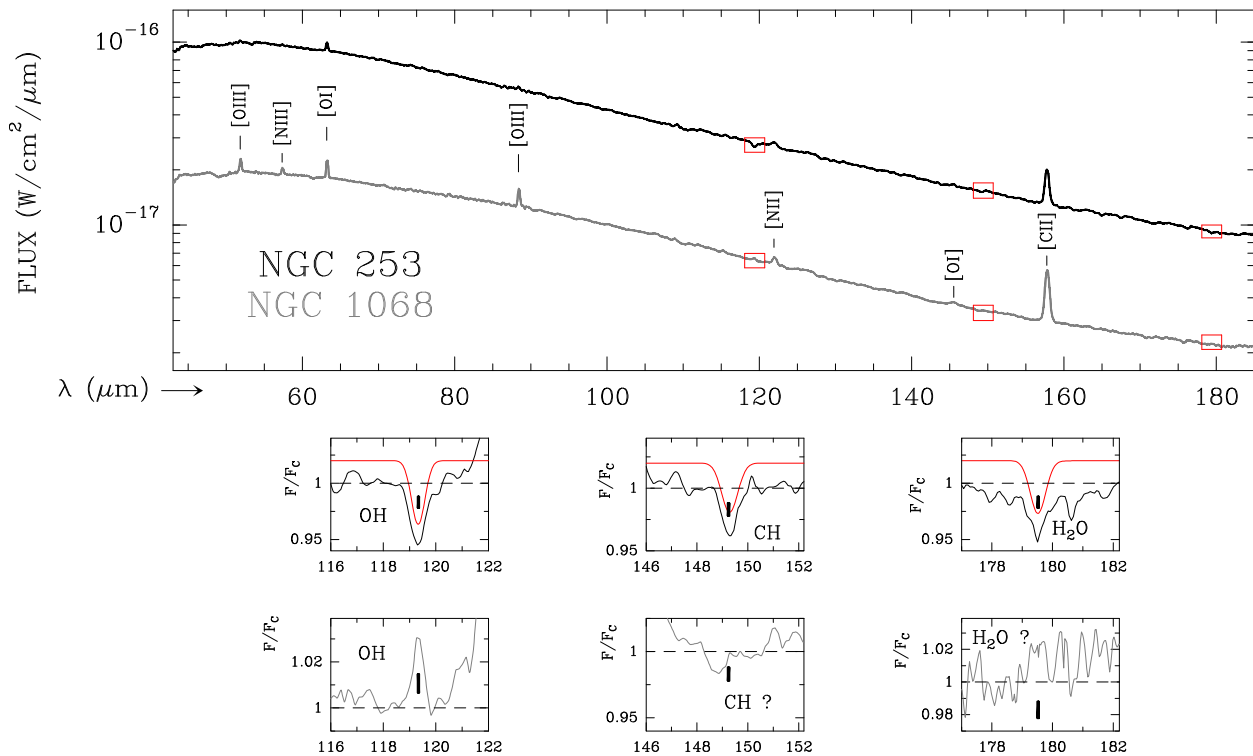 FLUX (W/cm²/μm)
10⁻¹⁶
10⁻¹⁷
[OIII]
[NIII]
[OI]
[OIII]
[NII]
[OI]
[CII]
NGC 253
NGC 1068
λ (μm) →
60 80 100 120 140 160 180
F/F_C
1
0.95
OH
116 118 120 122
F/F_C
1
0.95
CH
146 148 150 152
F/F_C
1
0.95
H₂O
178 180 182
F/F_C
1.02
1
OH
116 118 120 122
F/F_C
1
0.95
CH ?
146 148 150 152
F/F_C
1.02
1
0.98
H₂O ?
178 180 182